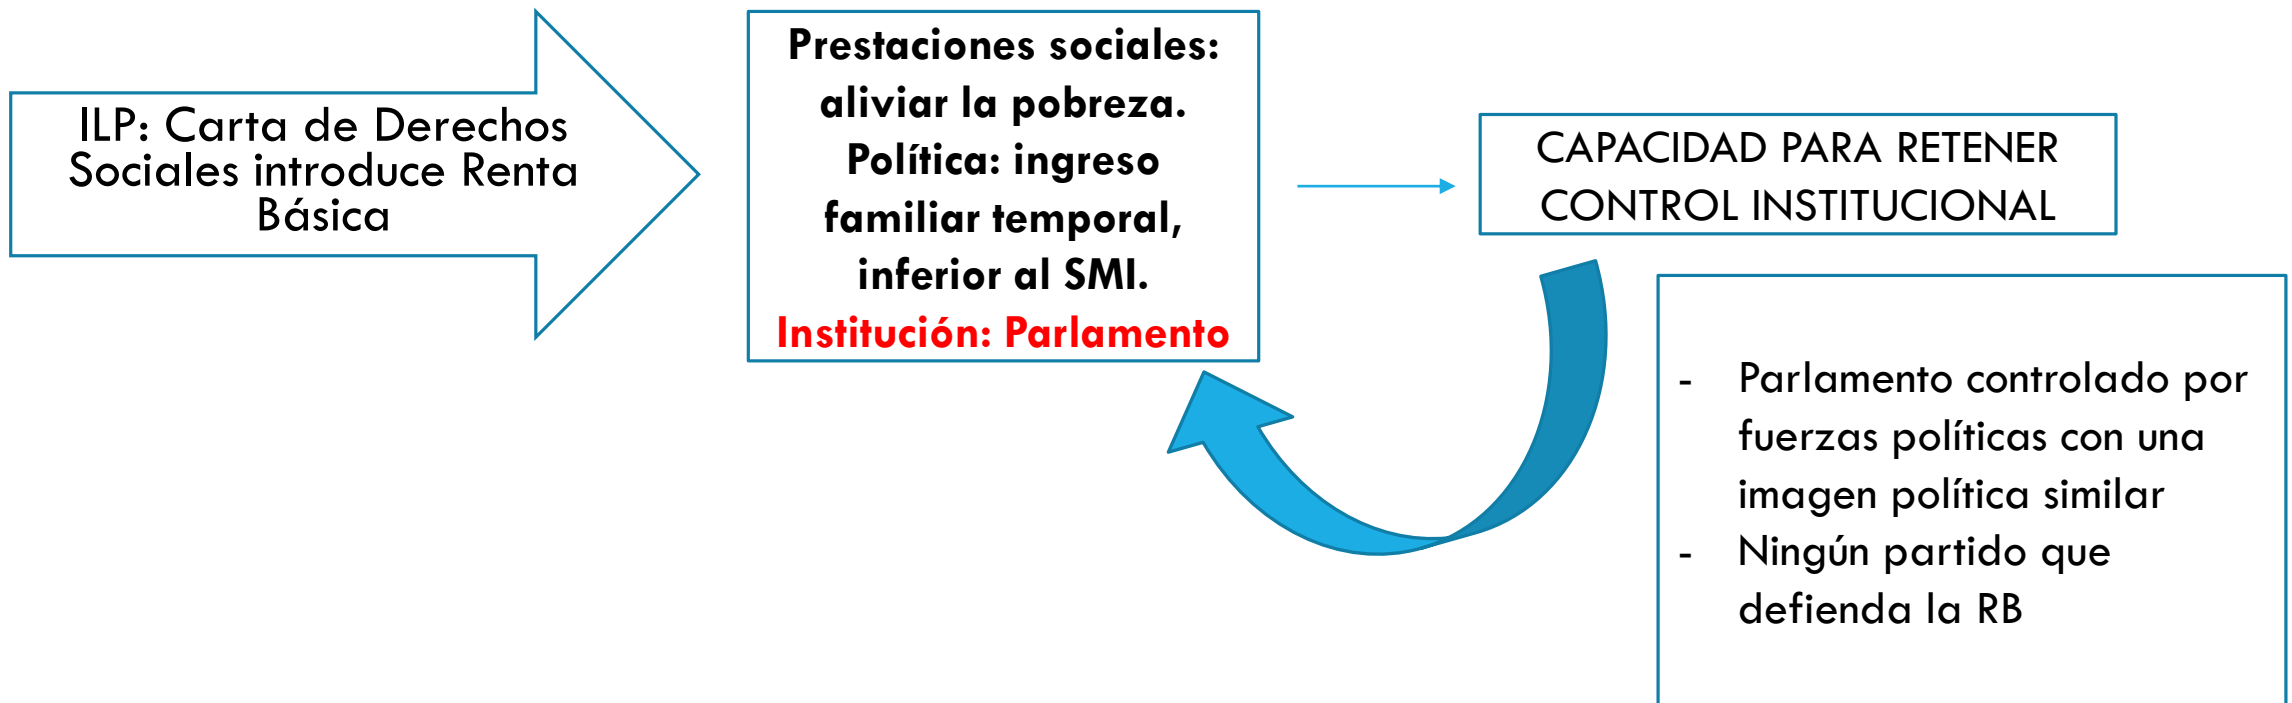 ILP: Carta de Derechos
Sociales introduce Renta
Básica
Prestaciones sociales:
aliviar la pobreza.
Política: ingreso
familiar temporal,
inferior al SMI.
Institución: Parlamento
CAPACIDAD PARA RETENER
CONTROL INSTITUCIONAL
- Parlamento controlado por
fuerzas políticas con una
imagen política similar
- Ningún partido que
defienda la RB